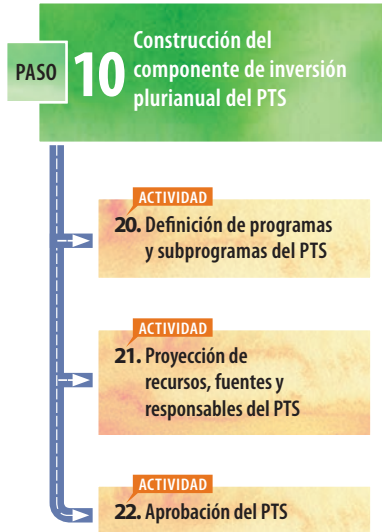 Construcción del
PASO 10 componente de inversión
plurianual del PTS
ACTIVIDAD
20. Definición de programas
y subprogramas del PTS
ACTIVIDAD
21. Proyección de
recursos, fuentes y
responsables del PTS
ACTIVIDAD
22. Aprobación del PTS